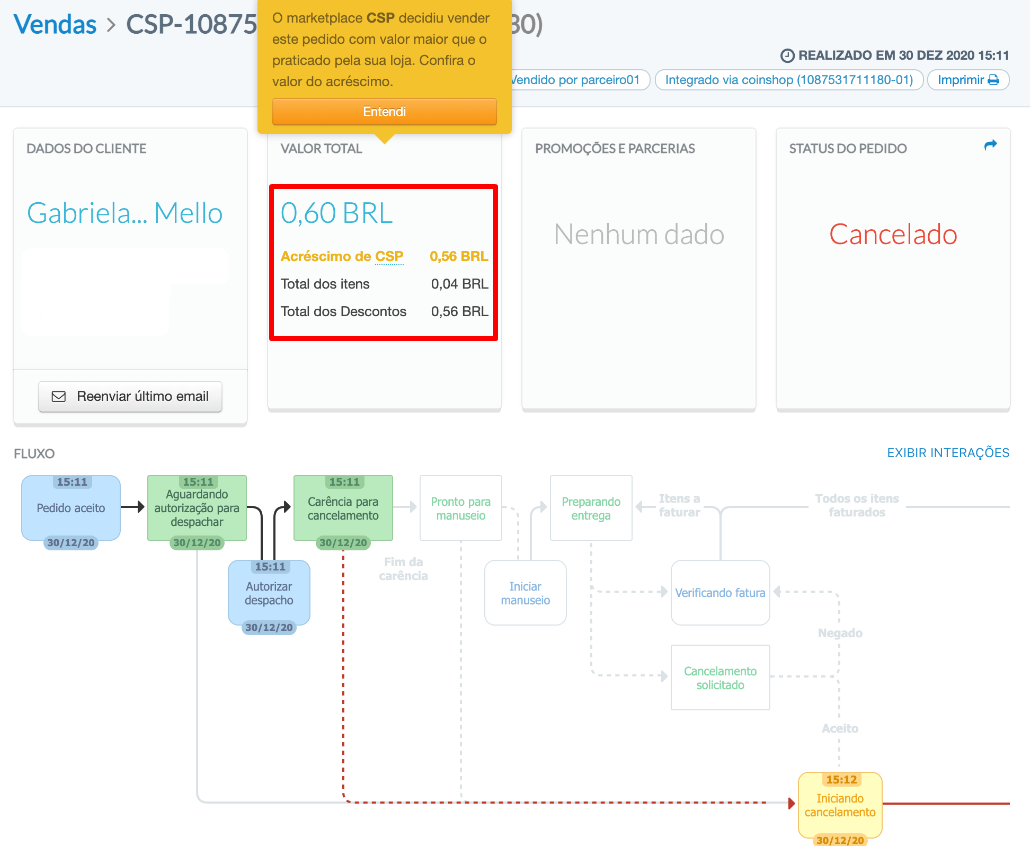 Vendas > CSP-10875
30)
O marketplace CSP decidiu vender
este pedido com valor maior que o
praticado pela sua loja. Confira o
valor do acréscimo.
Entendi
REALIZADO EM 30 DEZ 2020 15:11
Vendido por parceiro01
Integrado via coinshop (1087531711180-01)
Imprimir
DADOS DO CLIENTE
Gabriela... Mello
Reenviar último email
VALOR TOTAL
0,60 BRL
Acréscimo de CSP 0,56 BRL
Total dos itens 0,04 BRL
Total dos Descontos 0,56 BRL
PROMOÇÕES E PARCERIAS
Nenhum dado
STATUS DO PEDIDO
Cancelado
FLUXO
EXIBIR INTERAÇÕES
15:11
Pedido aceito
30/12/20
15:11
Aguardando
autorização para
despachar
30/12/20
15:11
Autorizar
despacho
30/12/20
15:11
Carência para
cancelamento
30/12/20
Fim da
carência
Pronto para
manuseio
Iniciar
manuseio
Preparando
entrega
Itens a
faturar
Todos os itens
faturados
Verificando fatura
Negado
Cancelamento
solicitado
Aceito
15:12
Iniciando
cancelamento
30/12/20